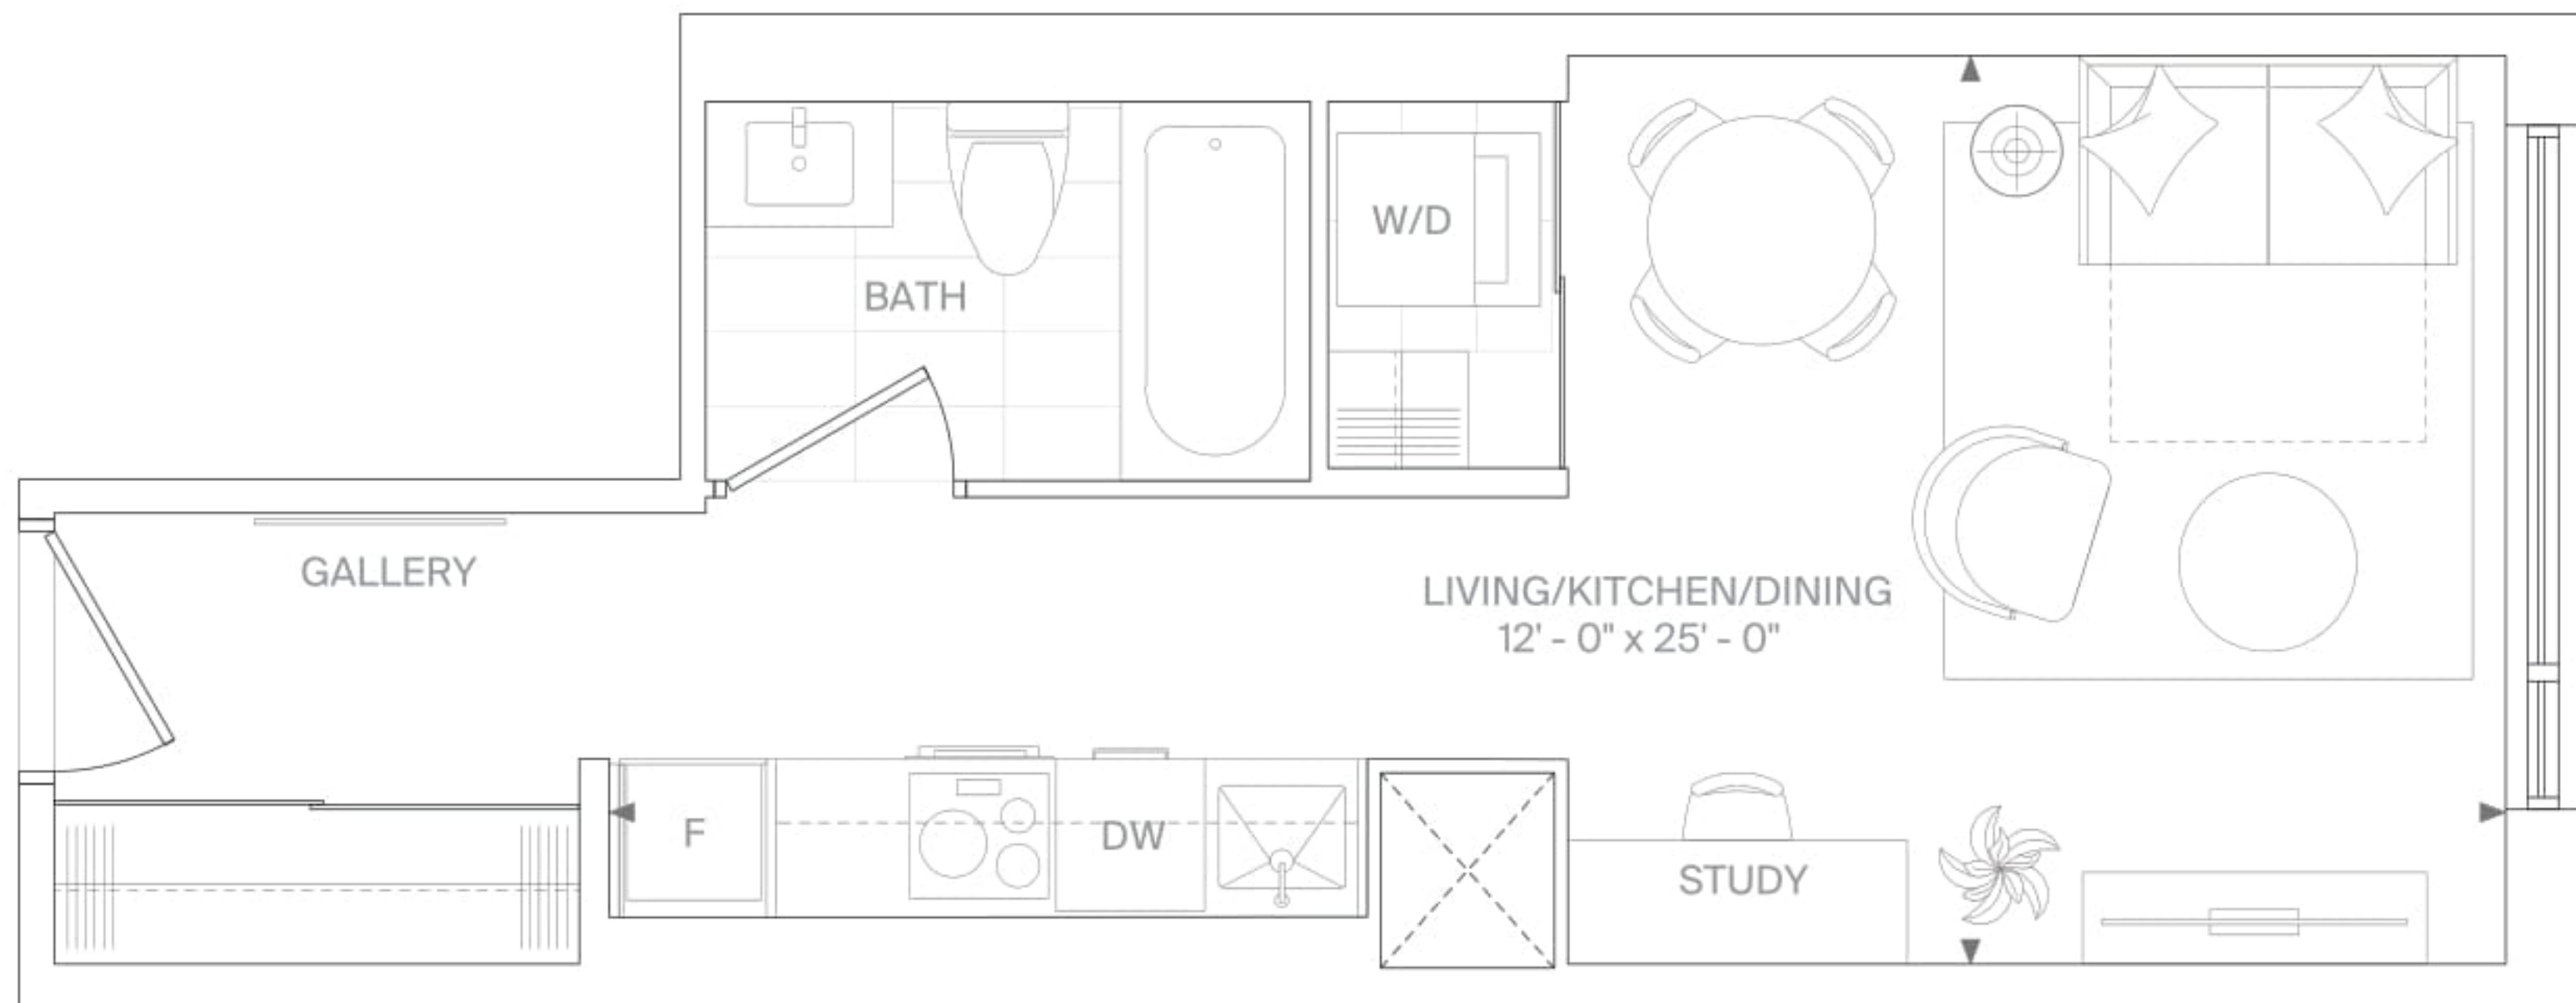 W/D
BATH
GALLERY
LIVING/KITCHEN/DINING
12' - 0" x 25' - 0"
F
DW
STUDY